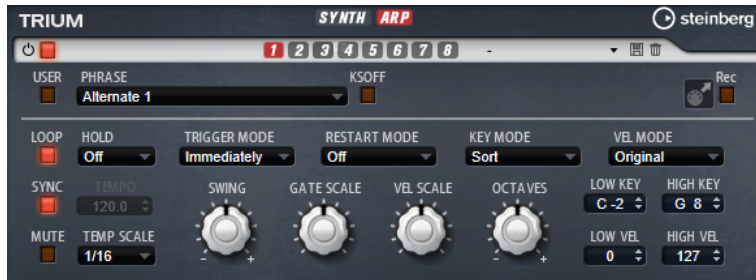 TRIUM SYNTH ARP steinberg
1 2 3 4 5 6 7 8 -
USER PHRASE KSOFF Rec
Alternate 1
LOOP HOLD TRIGGER MODE RESTART MODE KEY MODE VEL MODE
Off Immediately Off Sort Original
SYNC TEMPO SWING GATE SCALE VEL SCALE OCTAVES LOW KEY HIGH KEY
120.0 C -2 G 8
- + - +
MUTE TEMP SCALE LOW VEL HIGH VEL
1/16 0 127